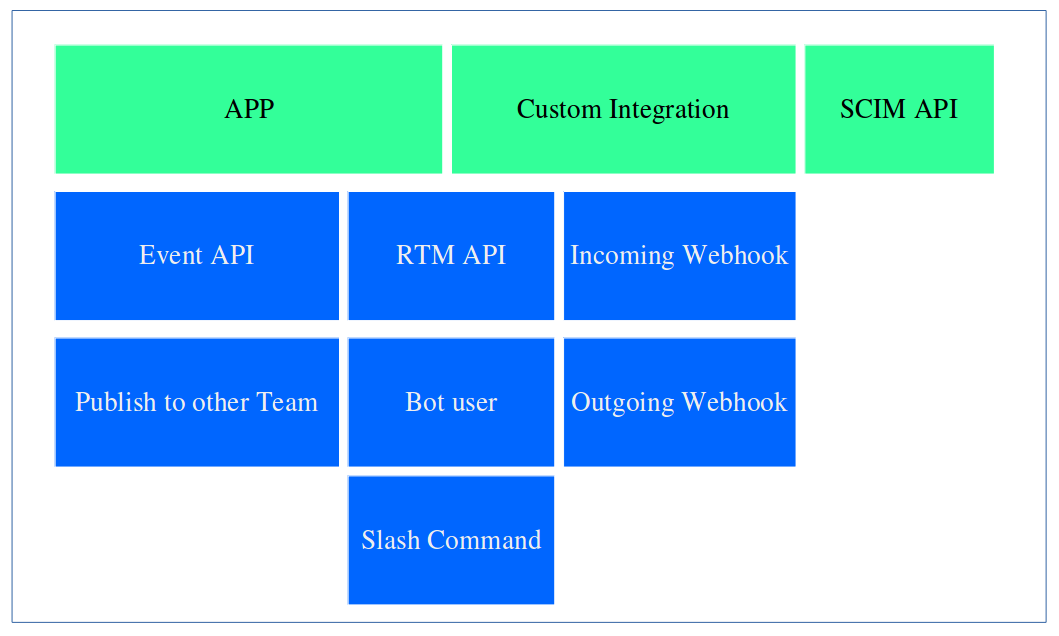 APP
Custom Integration
SCIM API
Event API
RTM API
Incoming Webhook
Publish to other Team
Bot user
Outgoing Webhook
Slash Command